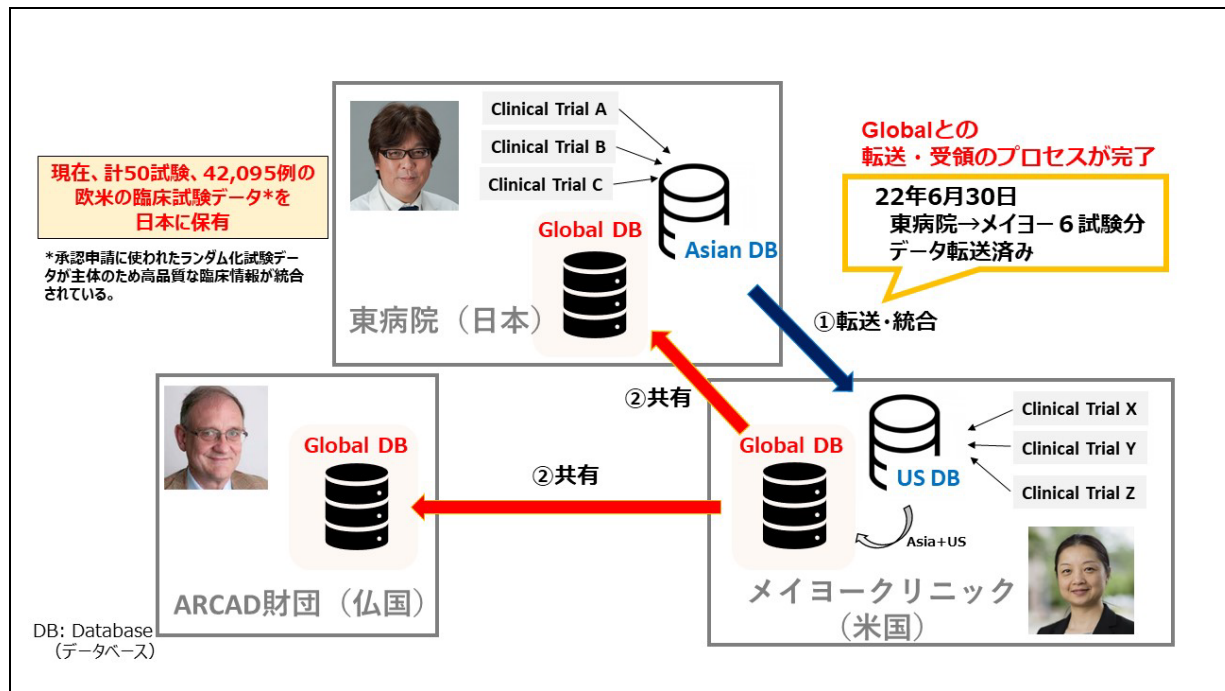 現在、計50試験、42,095例の
欧米の臨床試験データ*を
日本に保有
*承認申請に使われたランダム化試験デー
タが主体のため高品質な臨床情報が統合
されている。
Clinical Trial A
Clinical Trial B
Clinical Trial C
Global DB
Asian DB
東病院（日本）
Globalとの
転送・受領のプロセスが完了
22年6月30日
東病院→メイヨー６試験分
データ転送済み
①転送・統合
②共有
Global DB
ARCAD財団（仏国）
②共有
Global DB
US DB
Asia+US
Clinical Trial X
Clinical Trial Y
Clinical Trial Z
メイヨークリニック
（米国）
DB: Database
（データベース）